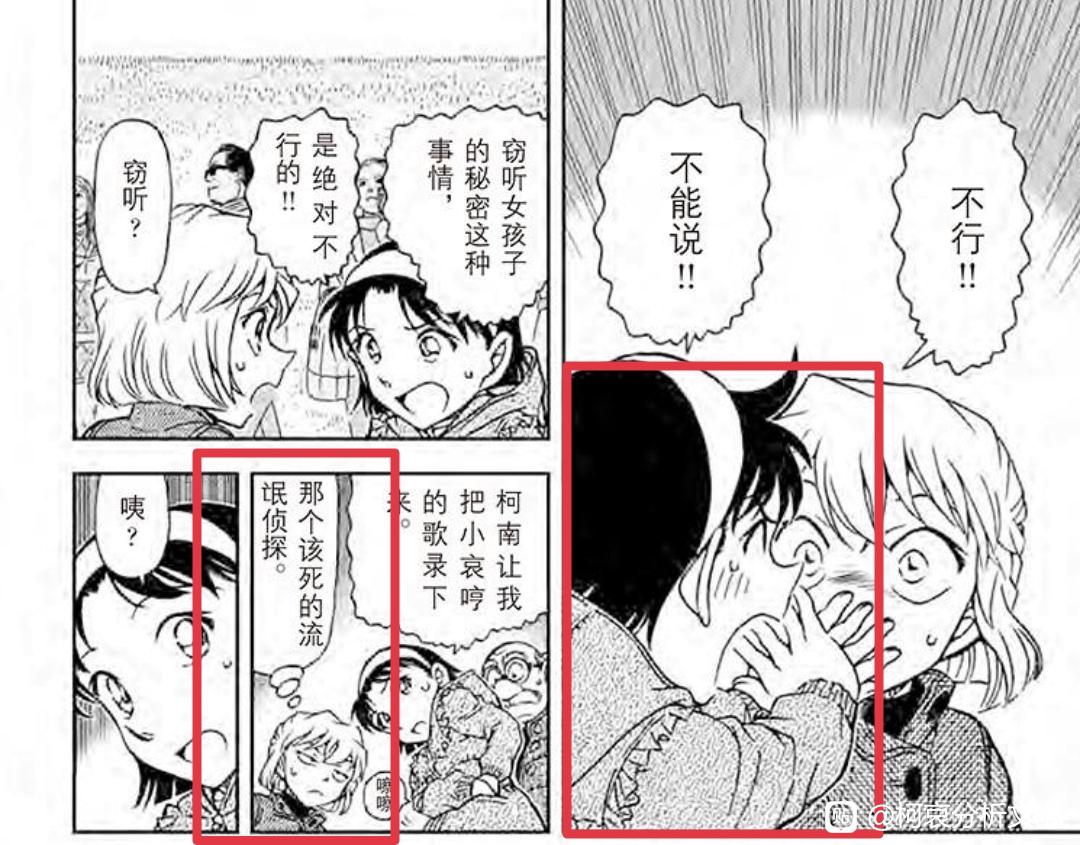 不行!!
不能说!!
窃听女孩子
的秘密这种
事情，
是绝对不
行的!!
窃听?
柯南让我
把小哀哼
的歌录下
来。
嚓嚓
那个该死的流
氓侦探。
咦?
@柯哀分析